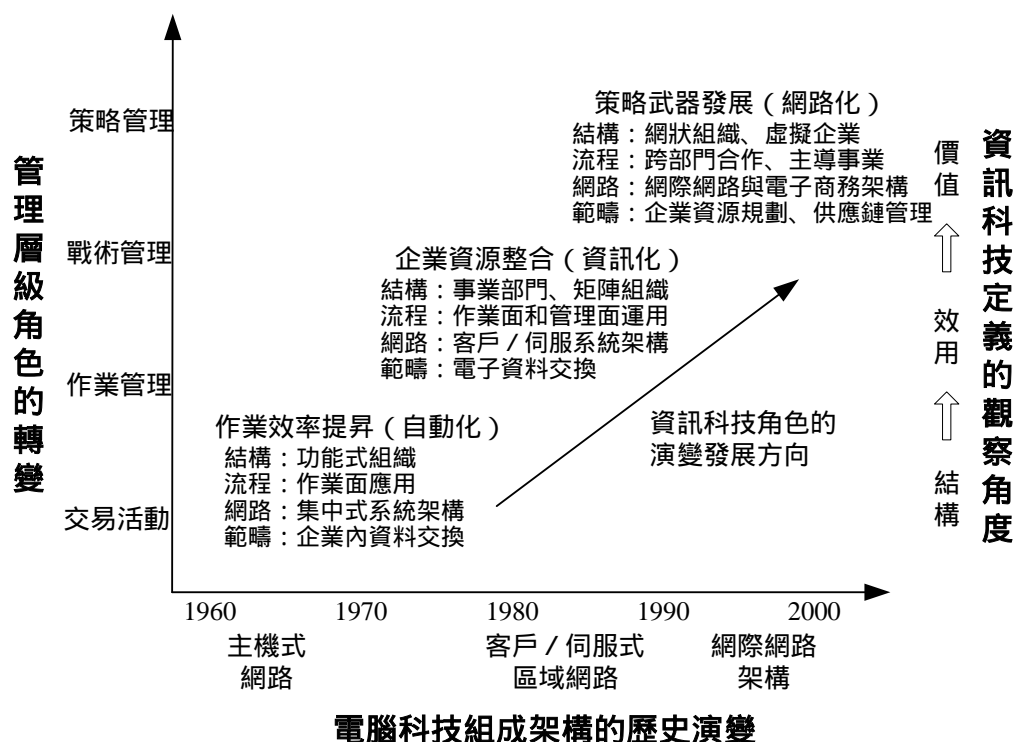 管理層級角色的轉變
策略管理
戰術管理
作業管理
交易活動
策略武器發展（網路化）
結構：網狀組織、虛擬企業
流程：跨部門合作、主導事業
網路：網際網路與電子商務架構
範疇：企業資源規劃、供應鏈管理
企業資源整合（資訊化）
結構：事業部門、矩陣組織
流程：作業面和管理面運用
網路：客戶／伺服系統架構
範疇：電子資料交換
作業效率提昇（自動化）
結構：功能式組織
流程：作業面應用
網路：集中式系統架構
範疇：企業內資料交換
資訊科技角色的
演變發展方向
價值
效用
結構
資訊科技定義的觀察角度
1960 1970 1980 1990 2000
主機式 客戶／伺服式 網際網路
網路 區域網路 架構
電腦科技組成架構的歷史演變